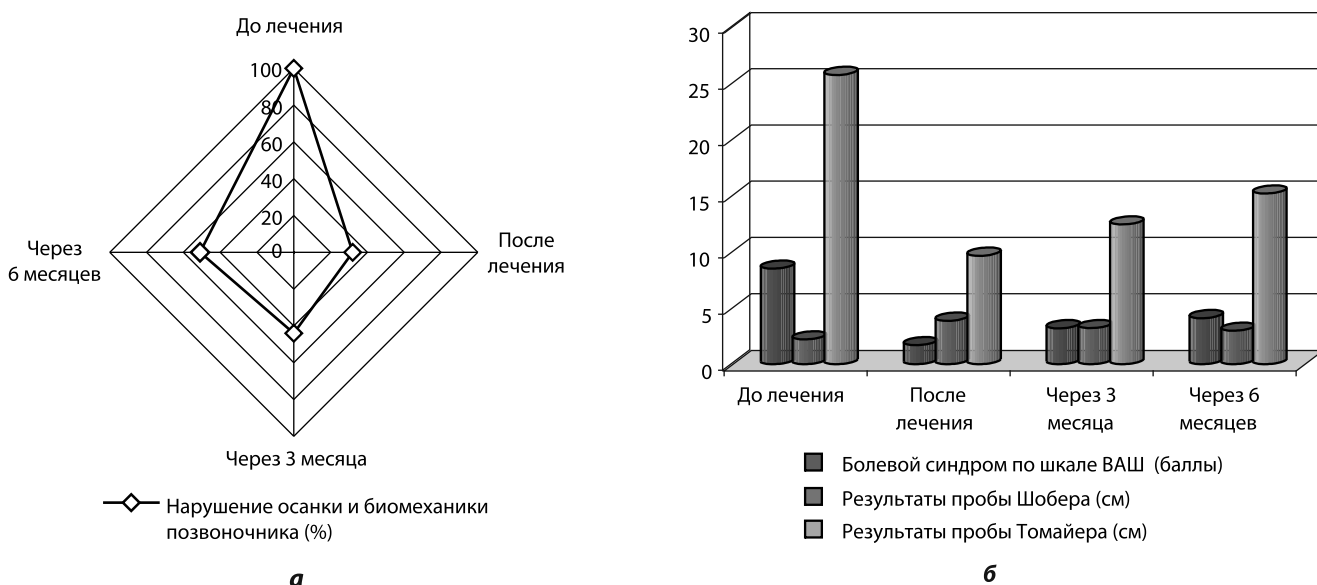 До лечения
100
80
60
40
20
0
После
лечения
Через
6 месяцев
Через 3 месяца
Нарушение осанки и биомеханики
позвоночника (%)
а
30
25
20
15
10
5
0
До лечения
После
лечения
Через 3
месяца
Через 6
месяцев
Болевой синдром по шкале ВАШ (баллы)
Результаты пробы Шобера (см)
Результаты пробы Томайера (см)
б